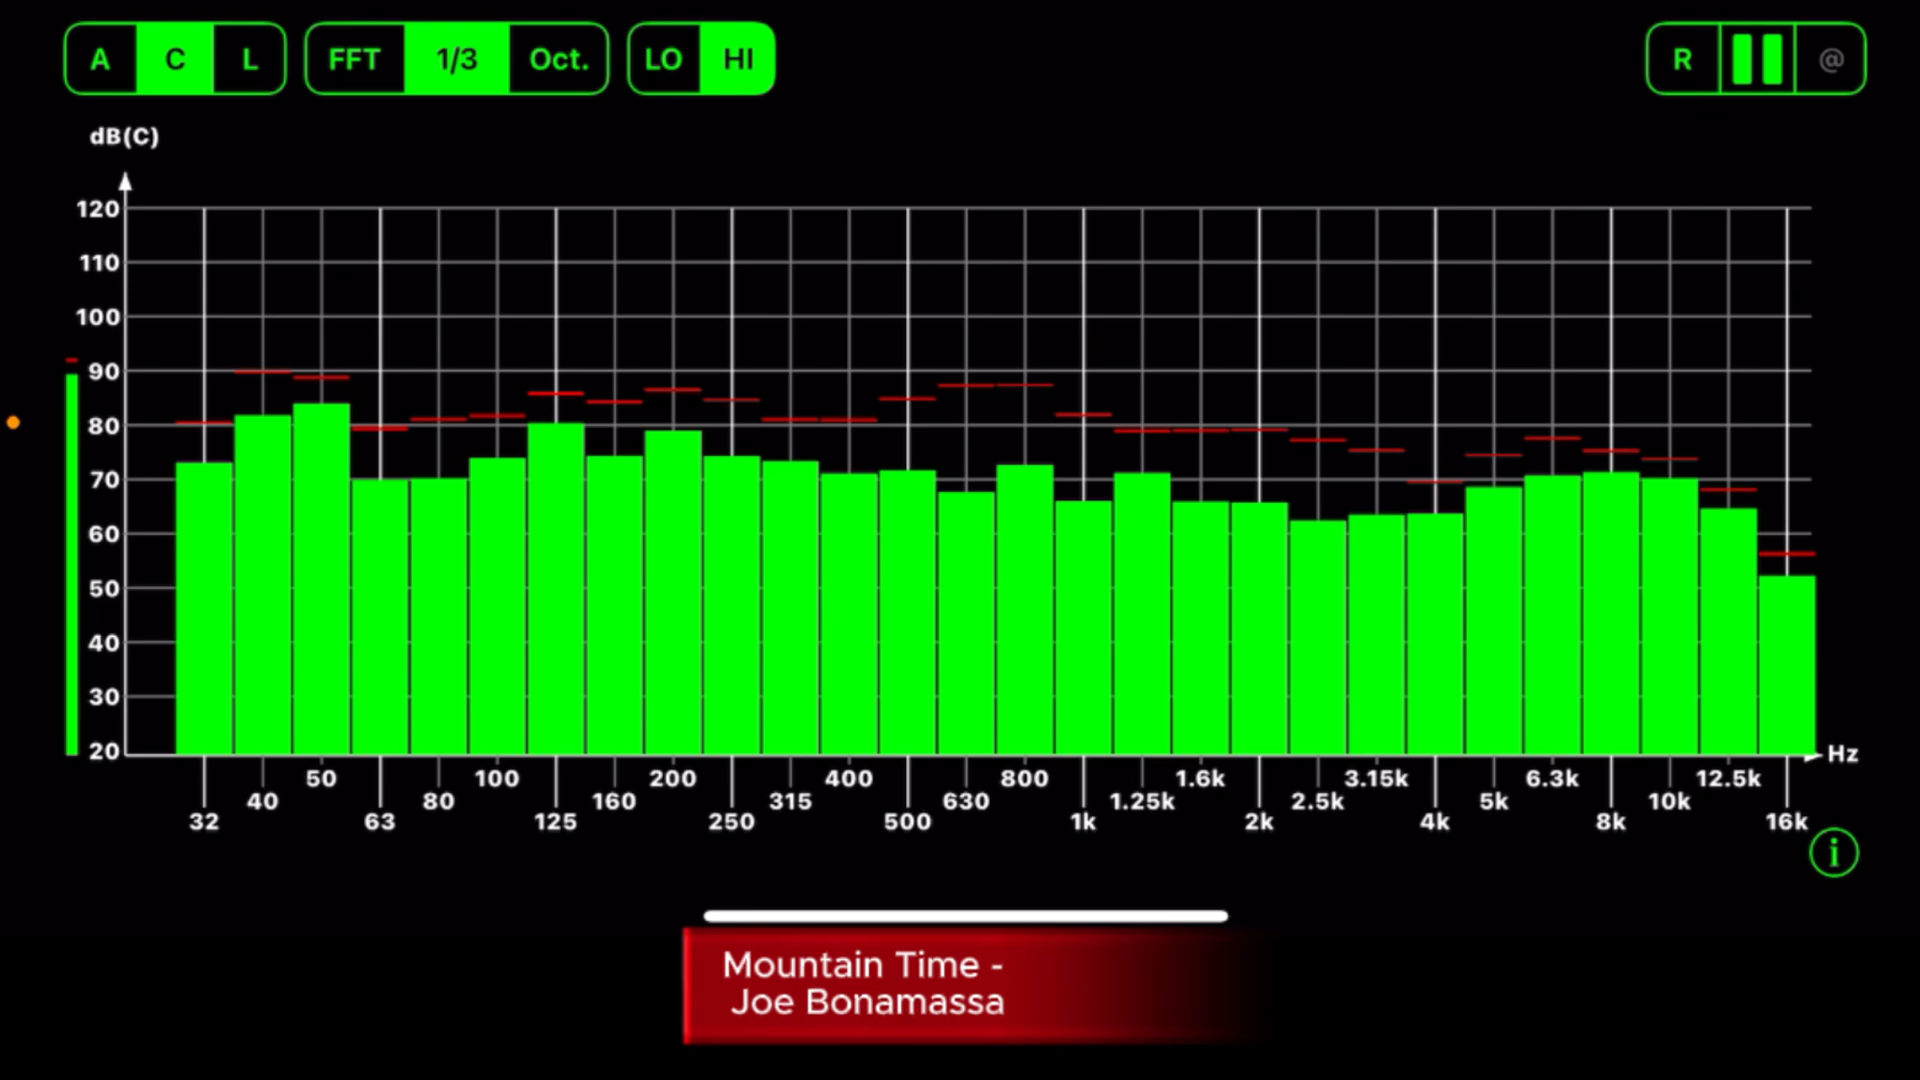 A C L FFT 1/3 Oct. LO HI R @
dB(C)
120
110
100
90
80
70
60
50
40
30
20
Hz
50 100 200 400 800 1.6k 3.15k 6.3k 12.5k
40 80 160 315 630 1.25k 2.5k 5k 10k
32 63 125 250 500 1k 2k 4k 8k 16k
i
Mountain Time -
Joe Bonamassa